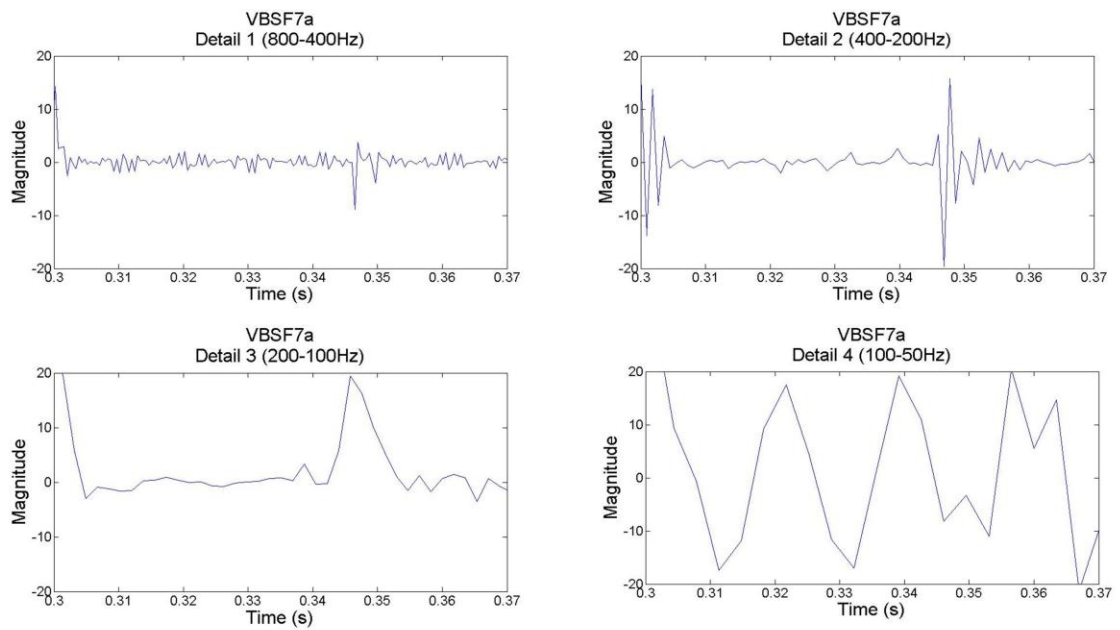 VBSF7a
Detail 1 (800-400Hz)
20
10
0
-10
-20
Magnitude
0.3 0.31 0.32 0.33 0.34 0.35 0.36 0.37
Time (s)
VBSF7a
Detail 2 (400-200Hz)
20
10
0
-10
-20
Magnitude
0.3 0.31 0.32 0.33 0.34 0.35 0.36 0.37
Time (s)
VBSF7a
Detail 3 (200-100Hz)
20
10
0
-10
-20
Magnitude
0.3 0.31 0.32 0.33 0.34 0.35 0.36 0.37
Time (s)
VBSF7a
Detail 4 (100-50Hz)
20
10
0
-10
-20
Magnitude
0.3 0.31 0.32 0.33 0.34 0.35 0.36 0.37
Time (s)